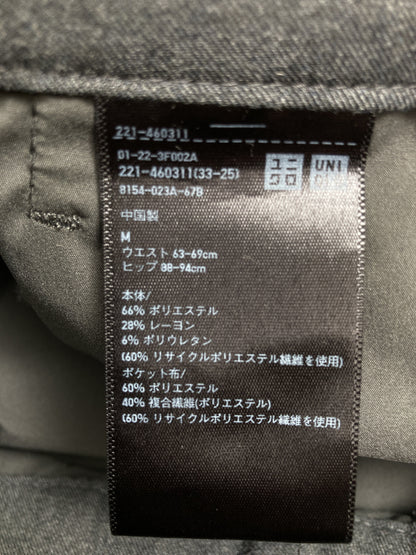 221-460311
01-22-3F002A
221-460311(33-25)
8154-023A-67B
ユニ
クロ
UNI
中国製
M
ウエスト 63-69cm
ヒップ 88-94cm
本体/
66% ポリエステル
28% レーヨン
6% ポリウレタン
(60% リサイクルポリエステル繊維を使用)
ポケット布/
60% ポリエステル
40% 複合繊維(ポリエステル)
(60% リサイクルポリエステル繊維を使用)